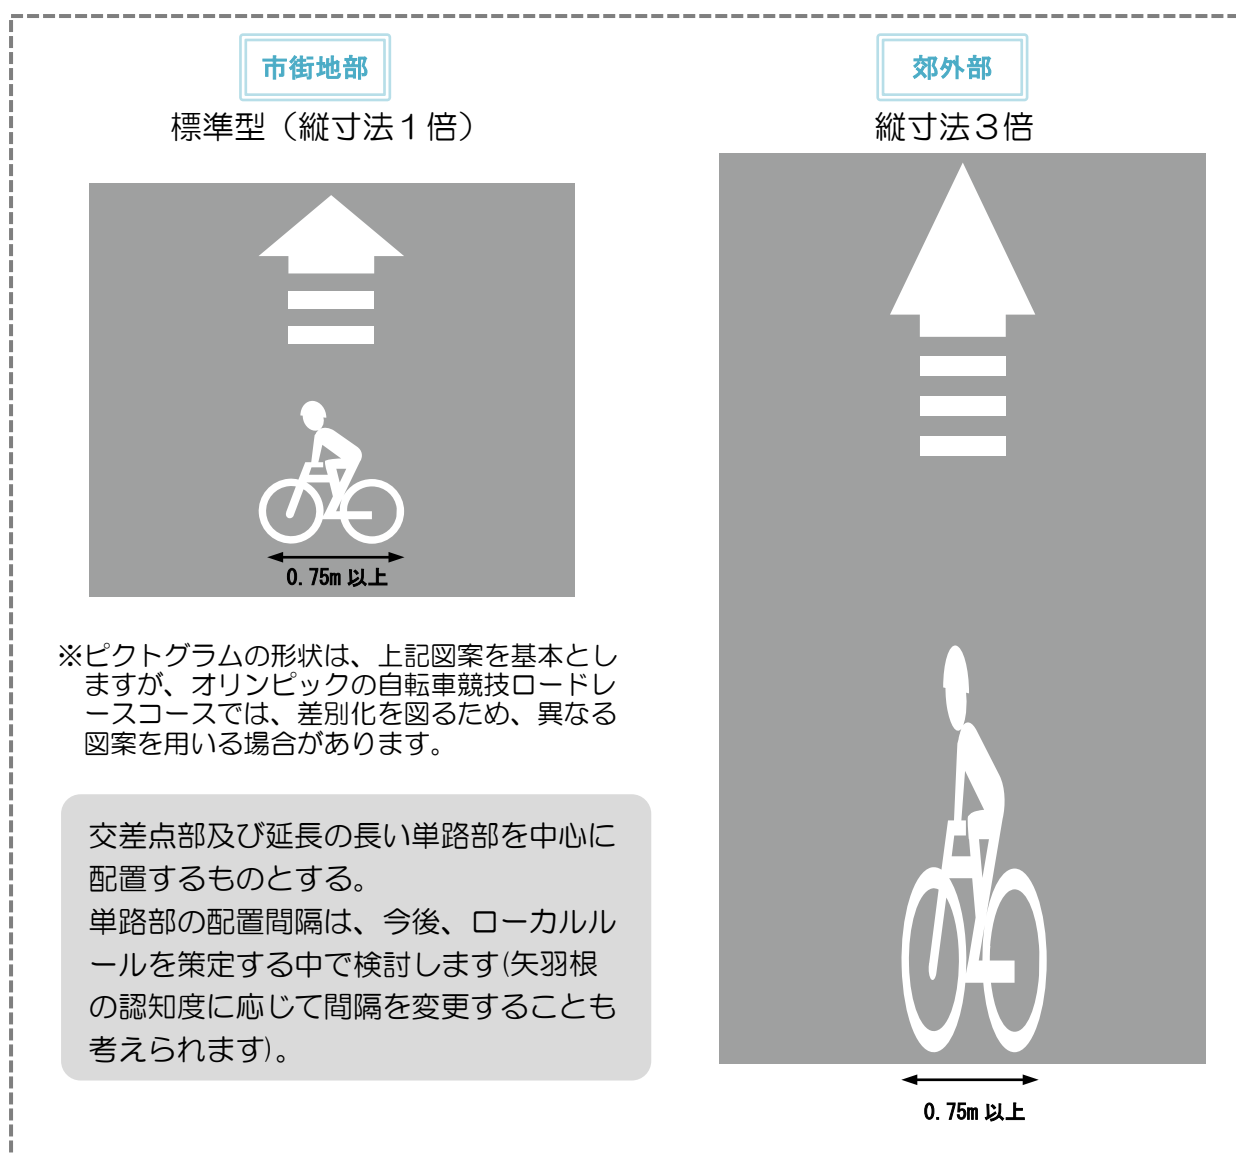 市街地部
標準型（縦寸法１倍）
0.75m 以上
※ピクトグラムの形状は、上記図案を基本とし
ますが、オリンピックの自転車競技ロードレ
ースコースでは、差別化を図るため、異なる
図案を用いる場合があります。
交差点部及び延長の長い単路部を中心に
配置するものとする。
単路部の配置間隔は、今後、ローカルル
ールを策定する中で検討します(矢羽根
の認知度に応じて間隔を変更することも
考えられます)。
郊外部
縦寸法３倍
0.75m 以上